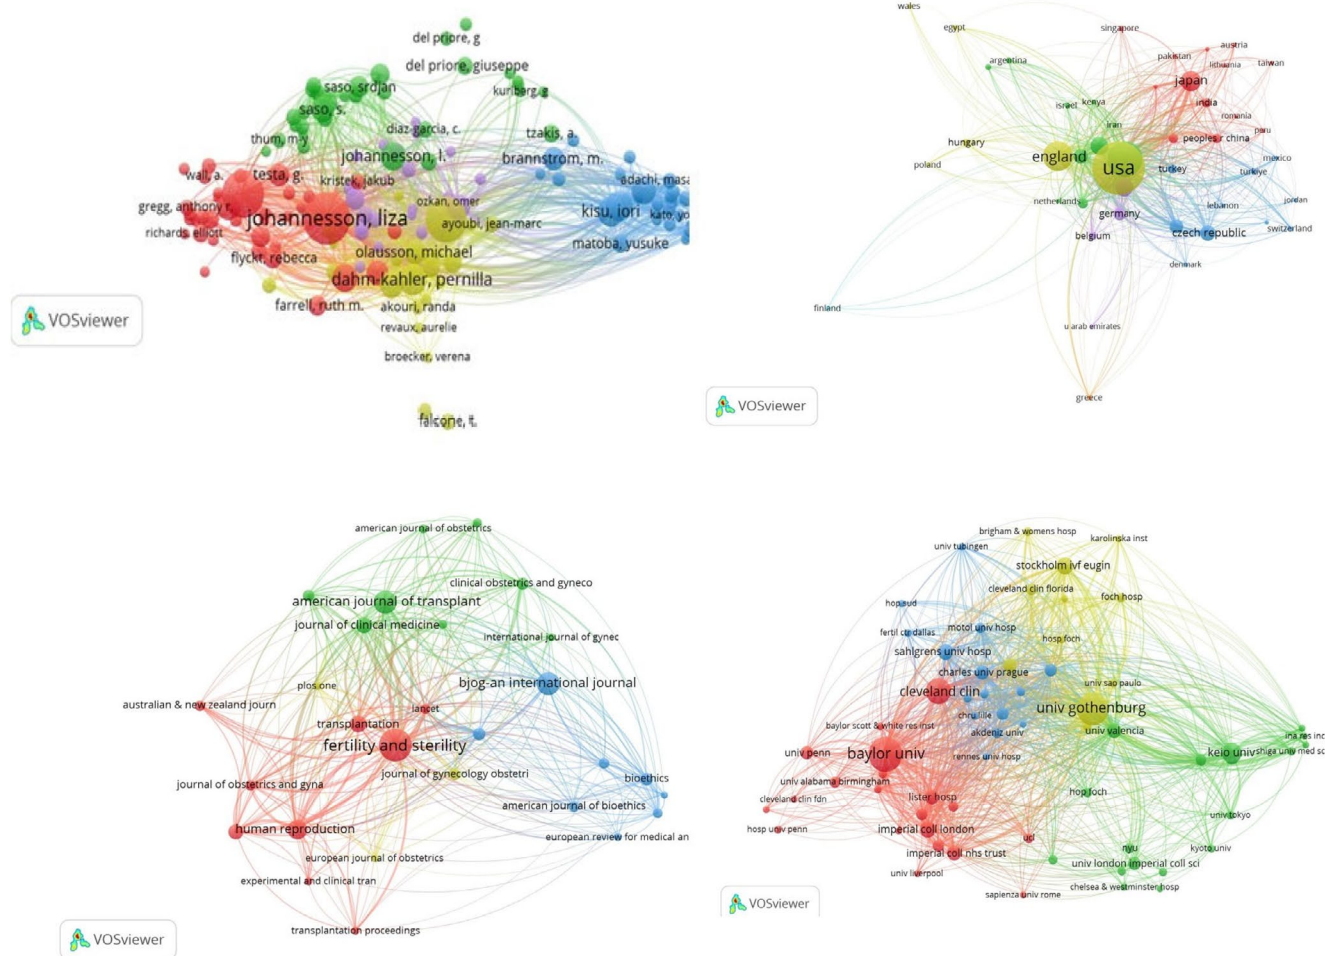 del priore, g
del priore, giuseppe
saso, srdjan
kurlberg, g
saso, s.
diaz-garcia, c.
tzakis, a.
thum, m-y
johannesson, l.
brannstrom, m.
wall, a.
testa, g.
kristek, jakub
adachi, masa
ozkan, omer
gregg, anthony r.
johannesson, liza
kisu, iori
kato, yo
ayoubi, jean-marc
richards, elliott
matoba, yusuke
flyckt, rebecca
olausson, michael
dahm-kahler, pernilla
farrell, ruth m.
akouri, randa
revaux, aurelie
broecker, verena
falcone, t.
VOSviewer
wales
egypt
singapore
austria
pakistan
lithuania
taiwan
argentina
japan
israel
kenya
india
romania
iran
peru
peoples r china
hungary
england
usa
mexico
poland
turkey
turkiye
netherlands
germany
lebanon
jordan
switzerland
belgium
czech republic
denmark
finland
u arab emirates
greece
VOSviewer
american journal of obstetrics
clinical obstetrics and gyneco
american journal of transplant
journal of clinical medicine
international journal of gynec
plos one
bjog-an international journal
australian & new zealand journ
lancet
transplantation
fertility and sterility
journal of gynecology obstetri
journal of obstetrics and gyna
bioethics
american journal of bioethics
human reproduction
european review for medical an
european journal of obstetrics
experimental and clinical tran
transplantation proceedings
VOSviewer
brigham & womens hosp
karolinska inst
univ tubingen
stockholm ivf eugin
cleveland clin florida
foch hosp
hop sud
fertil ctr dallas
motol univ hosp
hosp foch
sahlgrens univ hosp
charles univ prague
univ sao paulo
cleveland clin
univ gothenburg
chru lille
baylor scott & white res inst
akdeniz univ
univ valencia
ina res inc
univ penn
baylor univ
rennes univ hosp
keio univ
shiga univ med sc
univ alabama birmingham
hop foch
cleveland clin fdn
lister hosp
univ tokyo
hosp univ penn
imperial coll london
ucl
nyu
kyoto univ
imperial coll nhs trust
univ london imperial coll sci
univ liverpool
chelsea & westminster hosp
sapienza univ rome
VOSviewer